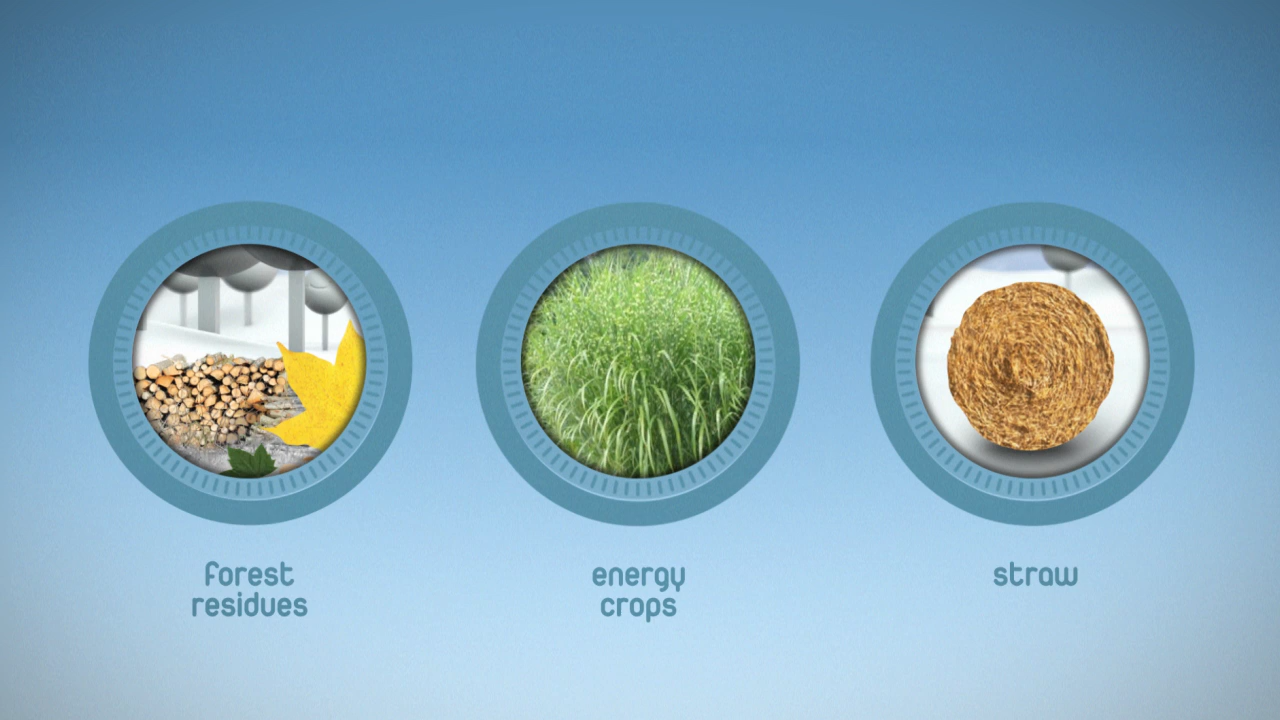 forest
residues
energy
crops
straw